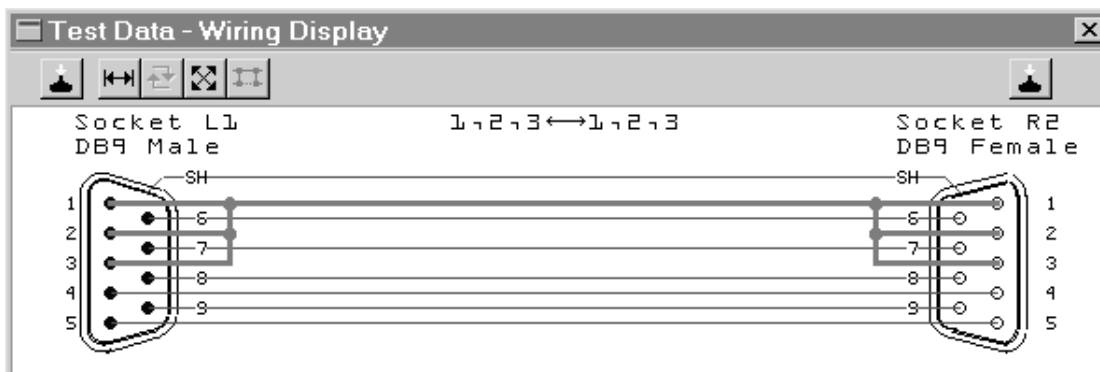 Test Data - Wiring Display
Socket L1 1,2,3↔1,2,3 Socket R2
DB9 Male DB9 Female
SH SH
1 1
6 6
2 2
7 7
3 3
8 8
4 4
9 9
5 5